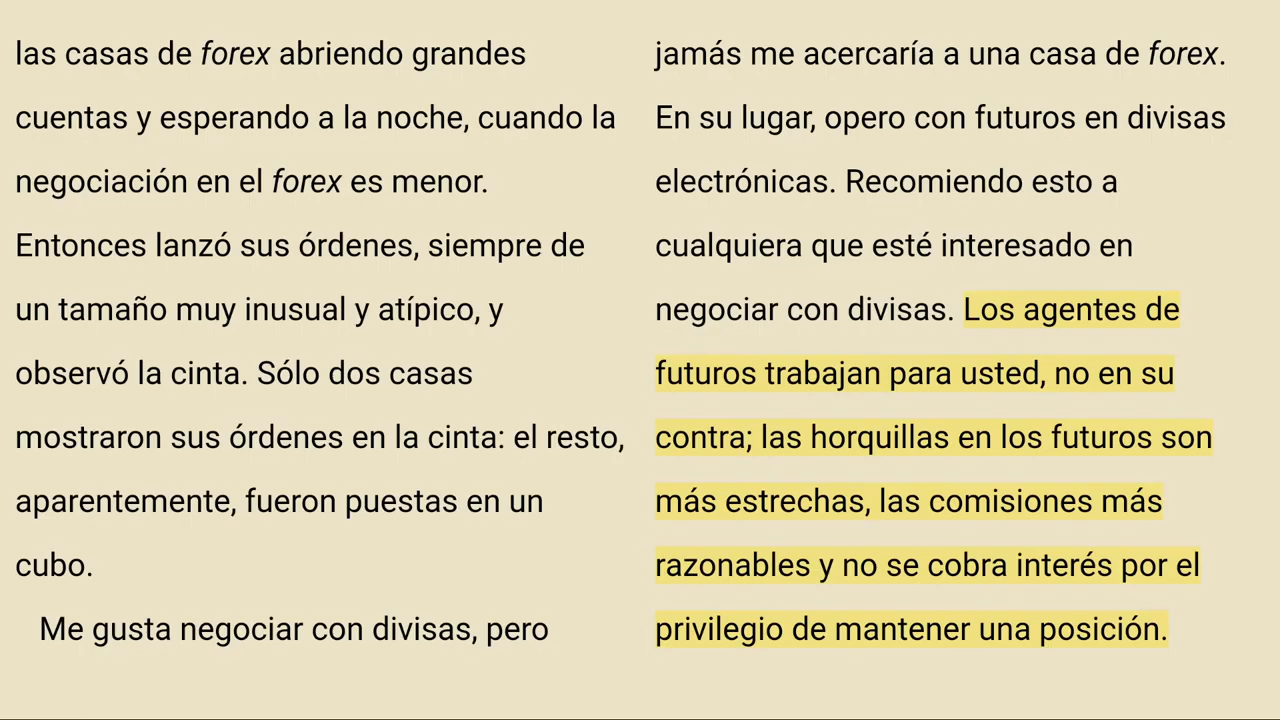 las casas de forex abriendo grandes
cuentas y esperando a la noche, cuando la
negociación en el forex es menor.
Entonces lanzó sus órdenes, siempre de
un tamaño muy inusual y atípico, y
observó la cinta. Sólo dos casas
mostraron sus órdenes en la cinta: el resto,
aparentemente, fueron puestas en un
cubo.
Me gusta negociar con divisas, pero
jamás me acercaría a una casa de forex.
En su lugar, opero con futuros en divisas
electrónicas. Recomiendo esto a
cualquiera que esté interesado en
negociar con divisas. Los agentes de
futuros trabajan para usted, no en su
contra; las horquillas en los futuros son
más estrechas, las comisiones más
razonables y no se cobra interés por el
privilegio de mantener una posición.